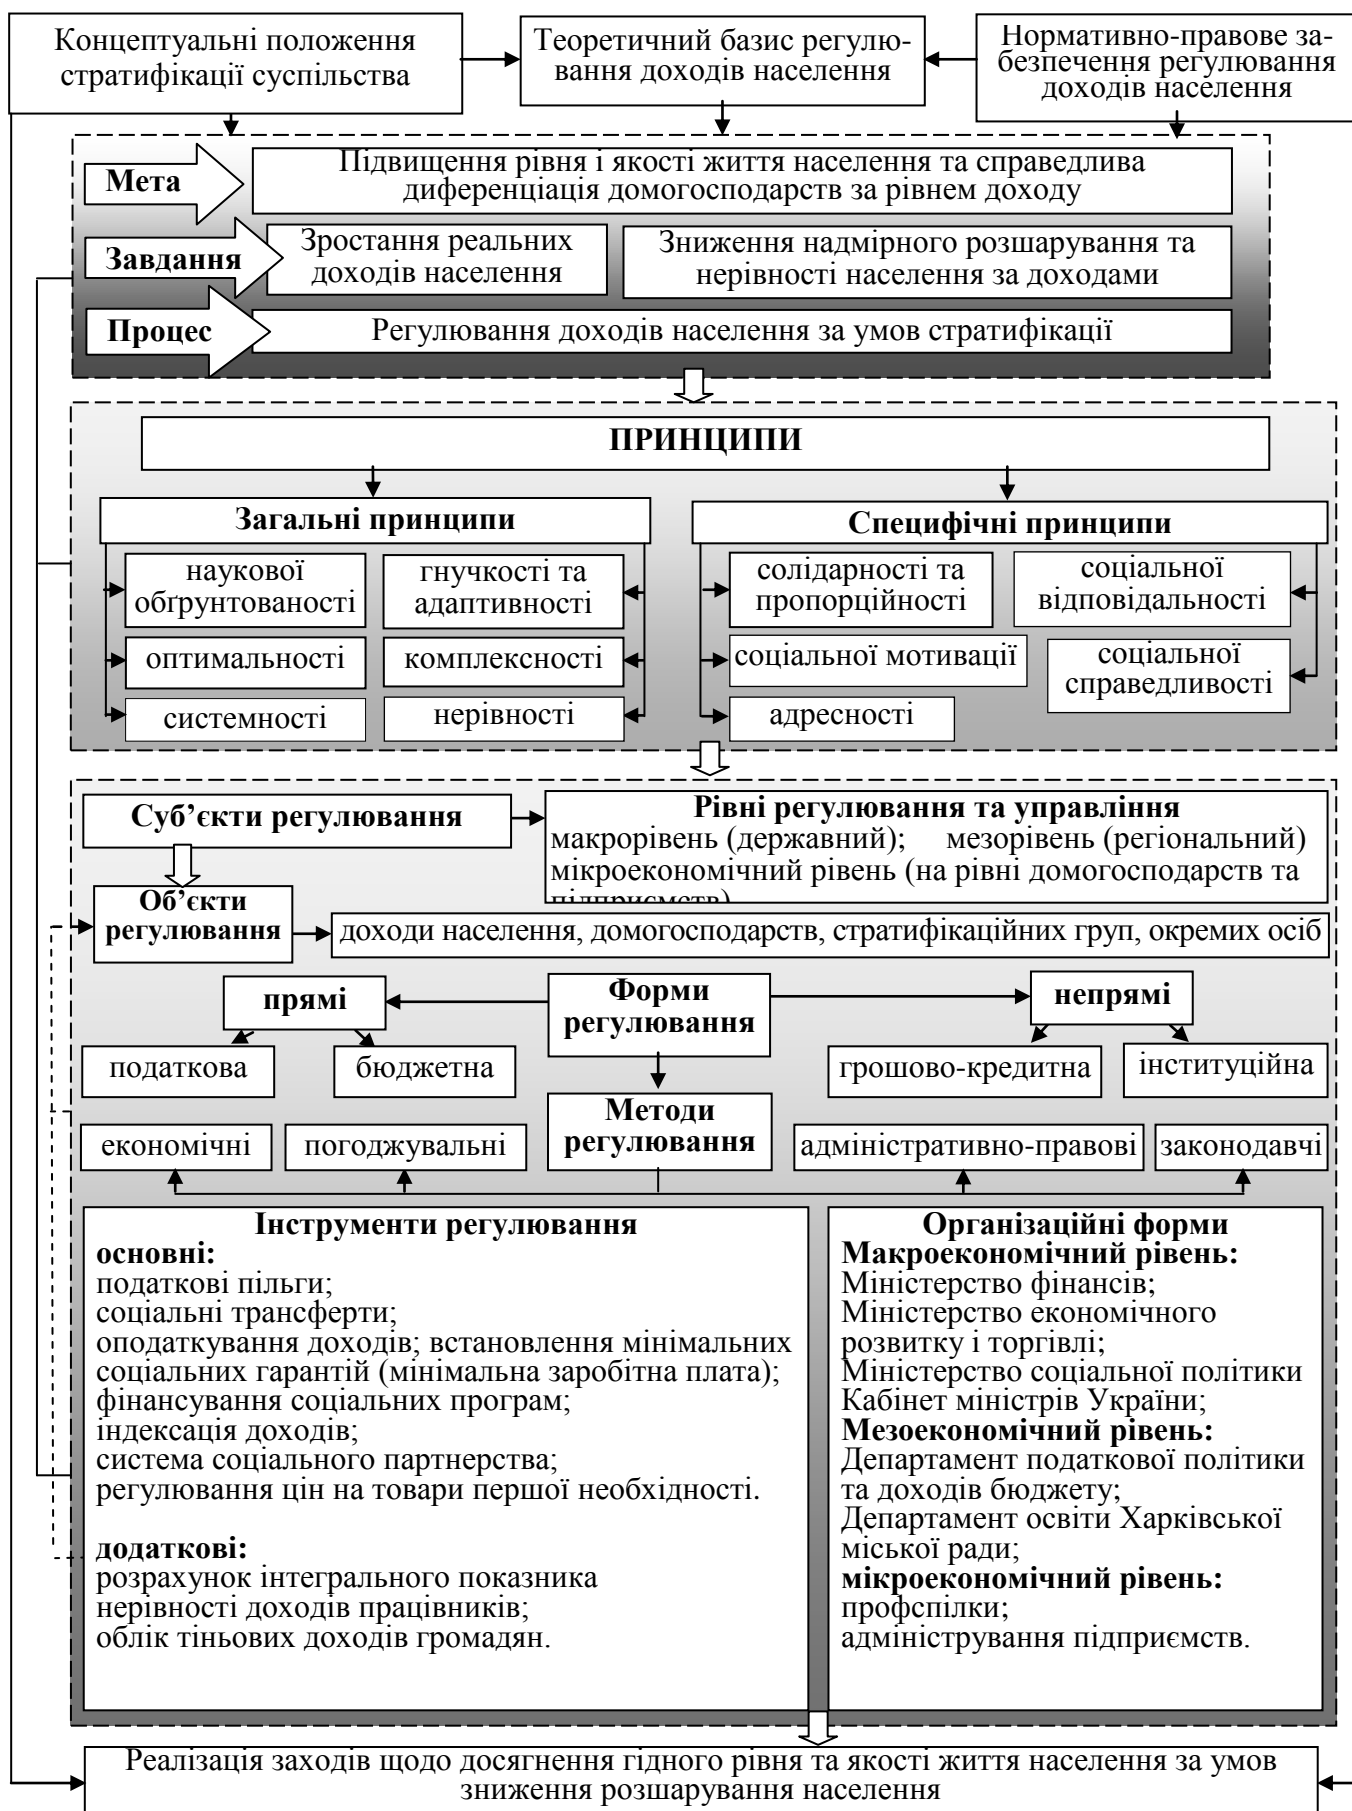 Концептуальні положення
стратифікації суспільства
Теоретичний базис регулю-
вання доходів населення
Нормативно-правове за-
безпечення регулювання
доходів населення
Мета
Підвищення рівня і якості життя населення та справедлива
диференціація домогосподарств за рівнем доходу
Завдання
Зростання реальних
доходів населення
Зниження надмірного розшарування та
нерівності населення за доходами
Процес
Регулювання доходів населення за умов стратифікації
ПРИНЦИПИ
Загальні принципи
Специфічні принципи
наукової
обґрунтованості
гнучкості та
адаптивності
солідарності та
пропорційності
соціальної
відповідальності
оптимальності
комплексності
соціальної мотивації
соціальної
справедливості
системності
нерівності
адресності
Суб’єкти регулювання
Рівні регулювання та управління
макрорівень (державний); мезорівень (регіональний)
мікроекономічний рівень (на рівні домогосподарств та
підприємств)
Об’єкти
регулювання
доходи населення, домогосподарств, стратифікаційних груп, окремих осіб
прямі
Форми
регулювання
непрямі
податкова
бюджетна
грошово-кредитна
інституційна
Методи
регулювання
економічні
погоджувальні
адміністративно-правові
законодавчі
Інструменти регулювання
основні:
податкові пільги;
соціальні трансферти;
оподаткування доходів; встановлення мінімальних
соціальних гарантій (мінімальна заробітна плата);
фінансування соціальних програм;
індексація доходів;
система соціального партнерства;
регулювання цін на товари першої необхідності.
додаткові:
розрахунок інтегрального показника
нерівності доходів працівників;
облік тіньових доходів громадян.
Організаційні форми
Макроекономічний рівень:
Міністерство фінансів;
Міністерство економічного
розвитку і торгівлі;
Міністерство соціальної політики
Кабінет міністрів України;
Мезоекономічний рівень:
Департамент податкової політики
та доходів бюджету;
Департамент освіти Харківської
міської ради;
мікроекономічний рівень:
профспілки;
адміністрування підприємств.
Реалізація заходів щодо досягнення гідного рівня та якості життя населення за умов
зниження розшарування населення